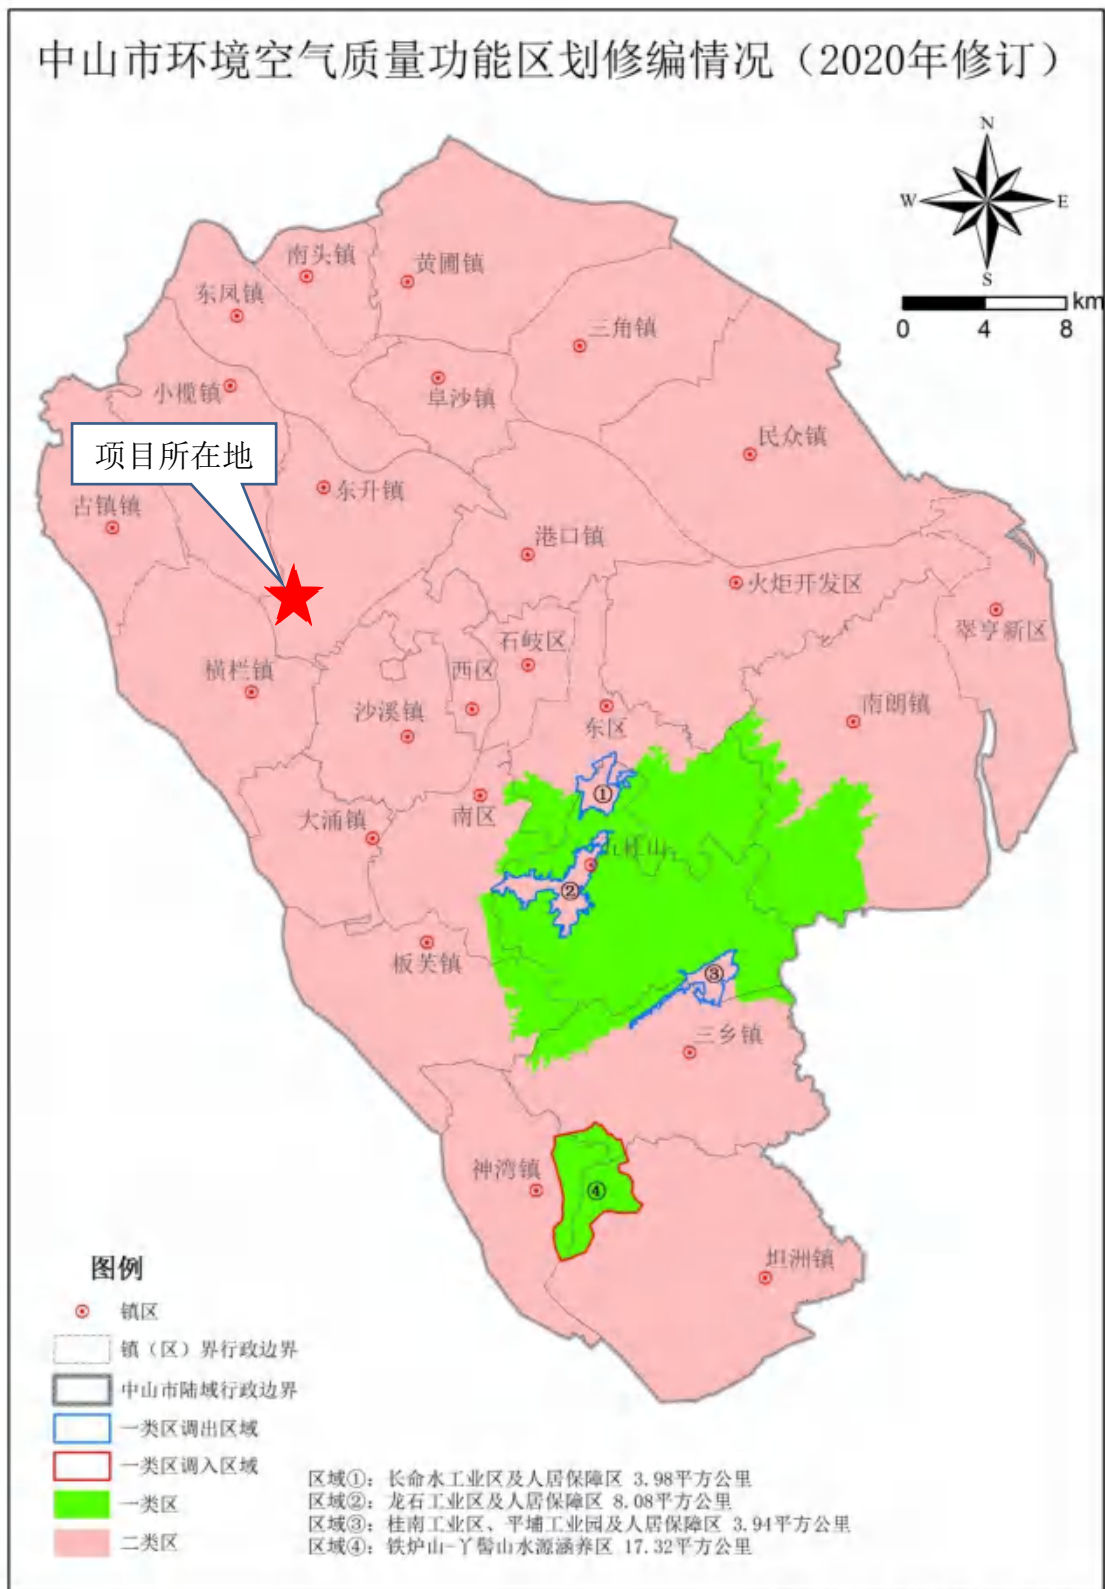 中山市环境空气质量功能区划修编情况（2020年修订）
N
W
E
S
km
0 4 8
南头镇
黄圃镇
东凤镇
三角镇
小榄镇
阜沙镇
民众镇
项目所在地
东升镇
古镇镇
港口镇
火炬开发区
翠亨新区
石岐区
横栏镇
西区
沙溪镇
东区
南朗镇
①
南区
大涌镇
五桂山
②
板芙镇
③
三乡镇
神湾镇
④
坦洲镇
图例
镇区
镇（区）界行政边界
中山市陆域行政边界
一类区调出区域
一类区调入区域
一类区
二类区
区域①：长命水工业区及人居保障区 3.98平方公里
区域②：龙石工业区及人居保障区 8.08平方公里
区域③：桂南工业区、平埔工业园及人居保障区 3.94平方公里
区域④：铁炉山-丫髻山水源涵养区 17.32平方公里